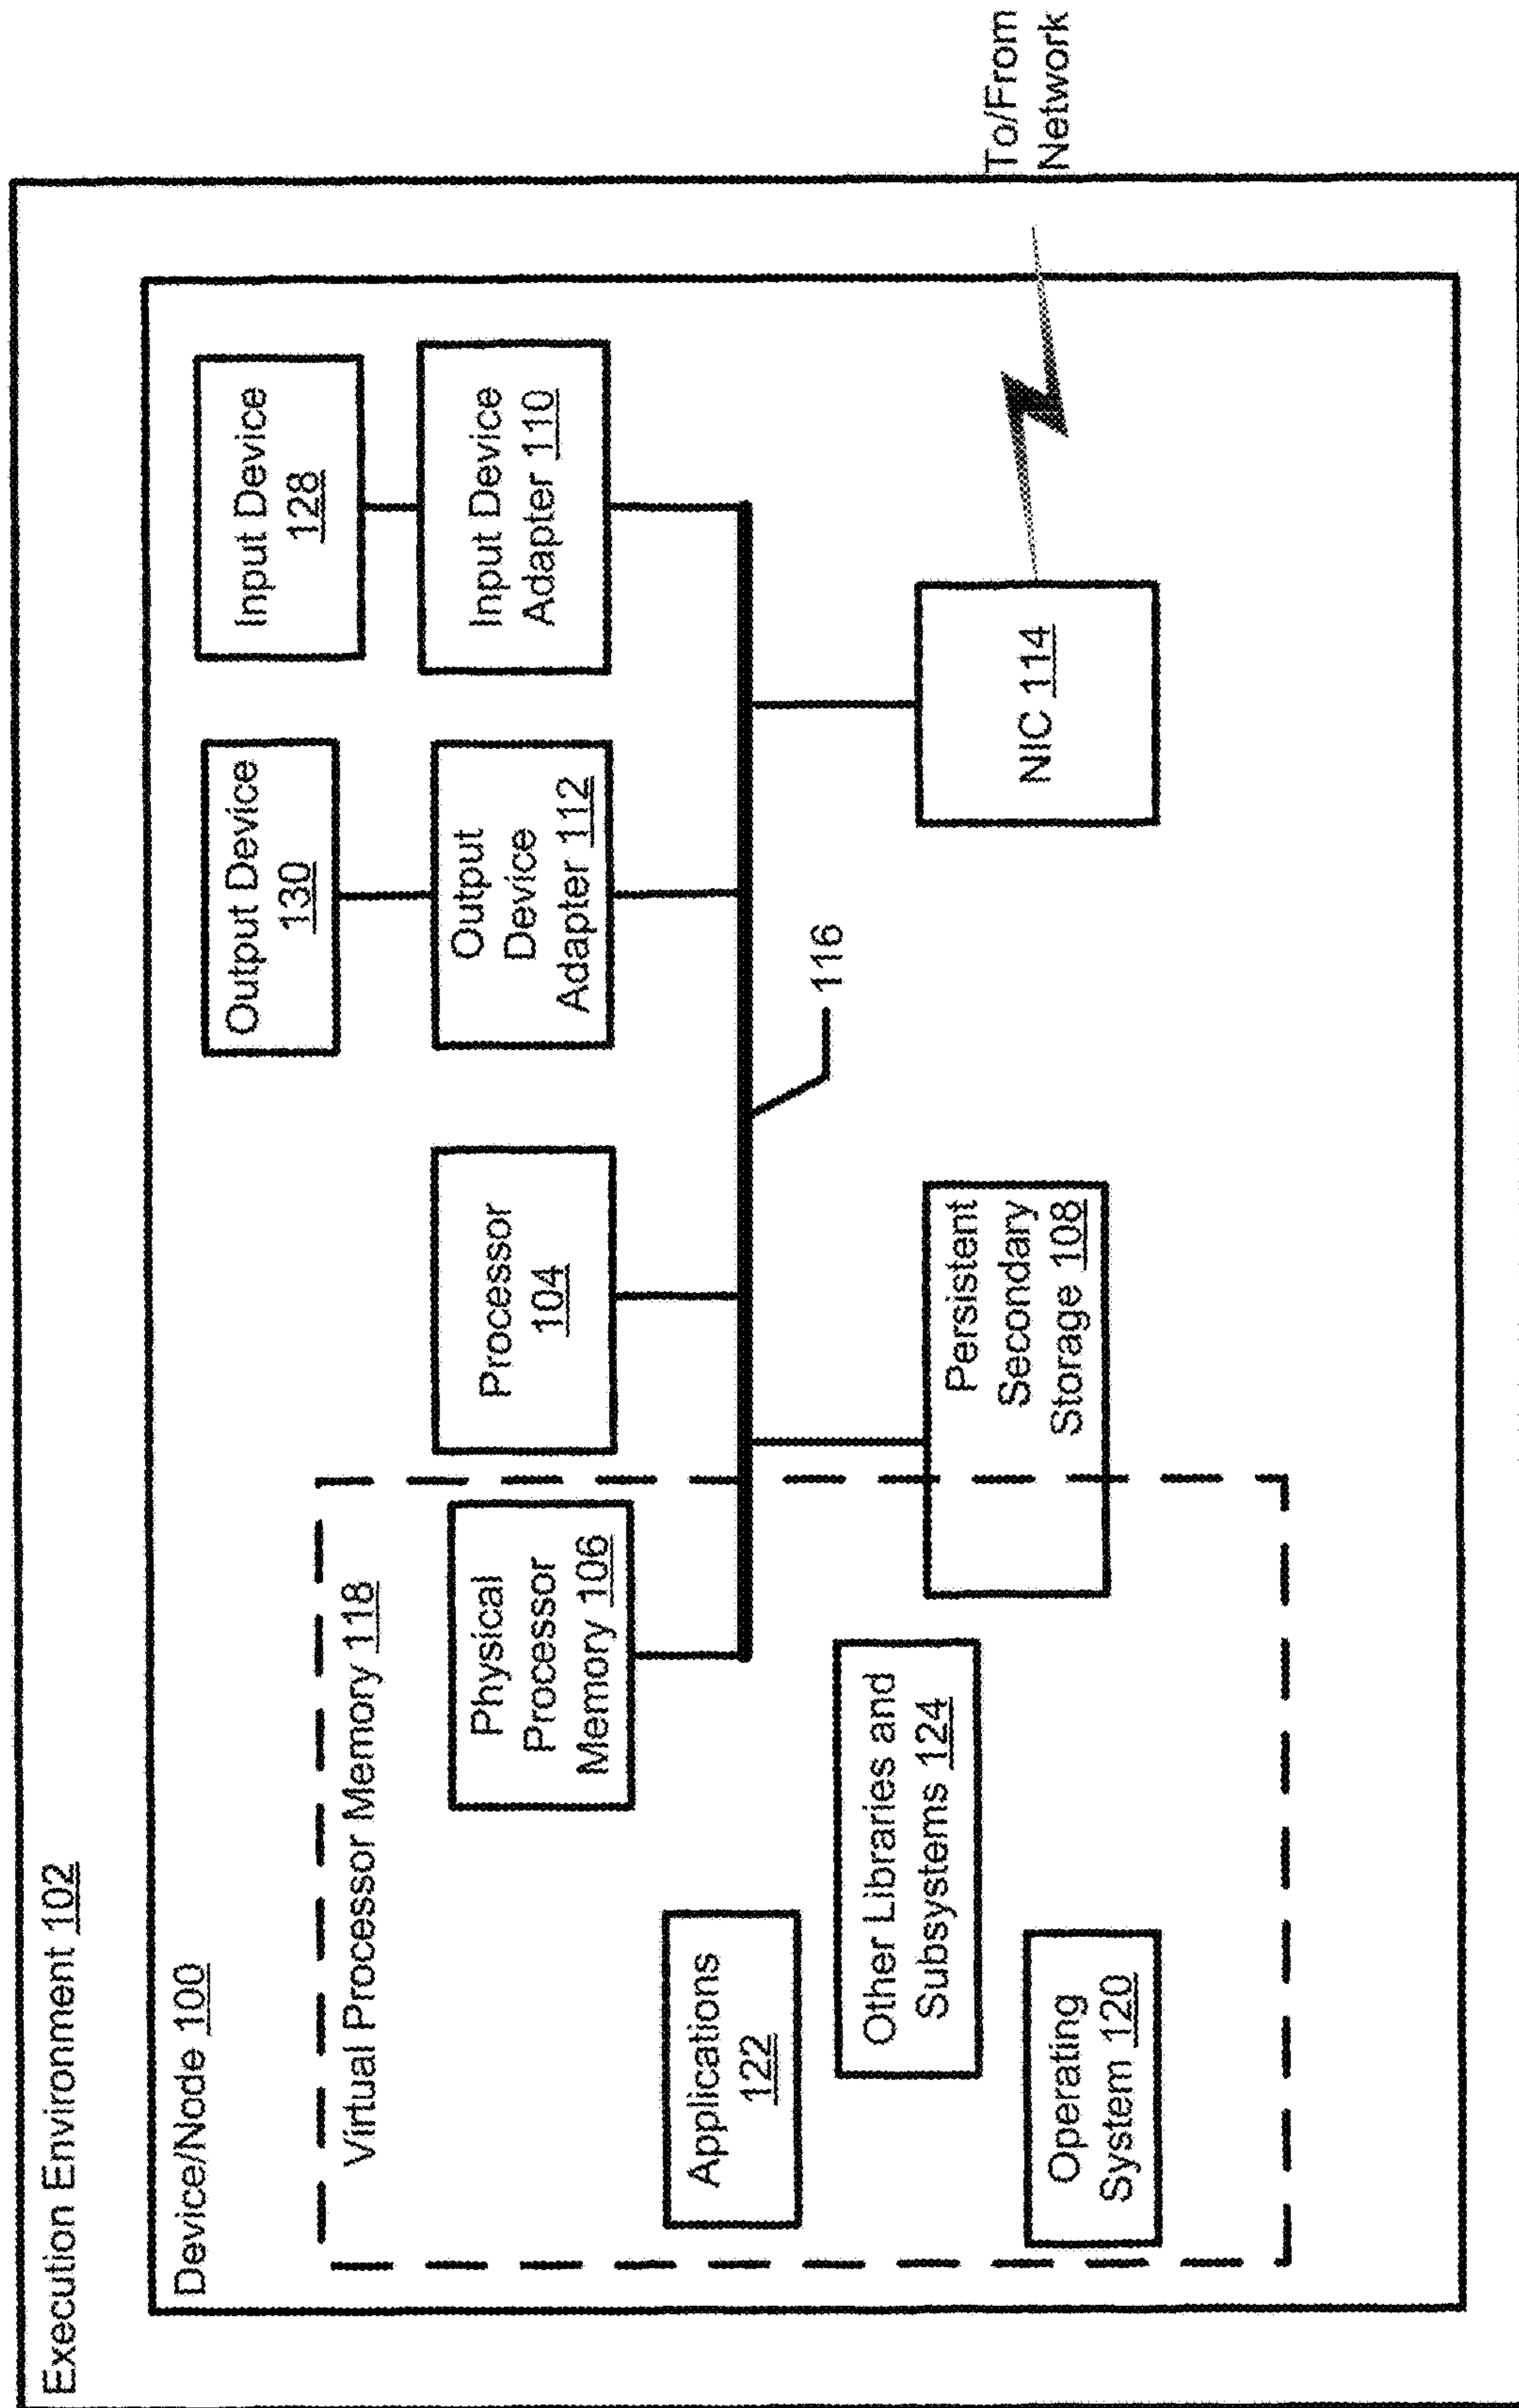 Execution Environment 102
Device/Node 100
Virtual Processor Memory 118
Physical
Processor
Memory 106
Processor
104
Output Device
130
Output
Device
Adapter 112
Input Device
128
Input Device
Adapter 110
Applications
122
Other Libraries and
Subsystems 124
Operating
System 120
Persistent
Secondary
Storage 108
116
NIC 114
To/From
Network